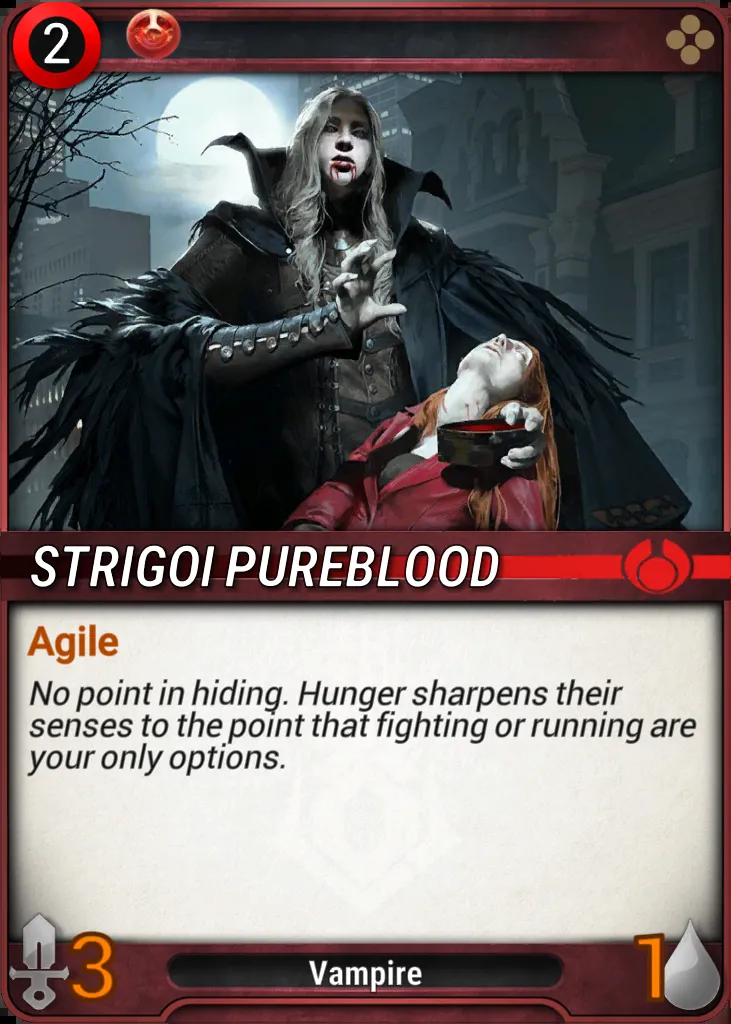 2
STRIGOI PUREBLOOD
Agile
No point in hiding. Hunger sharpens their
senses to the point that fighting or running are
your only options.
3
Vampire
1